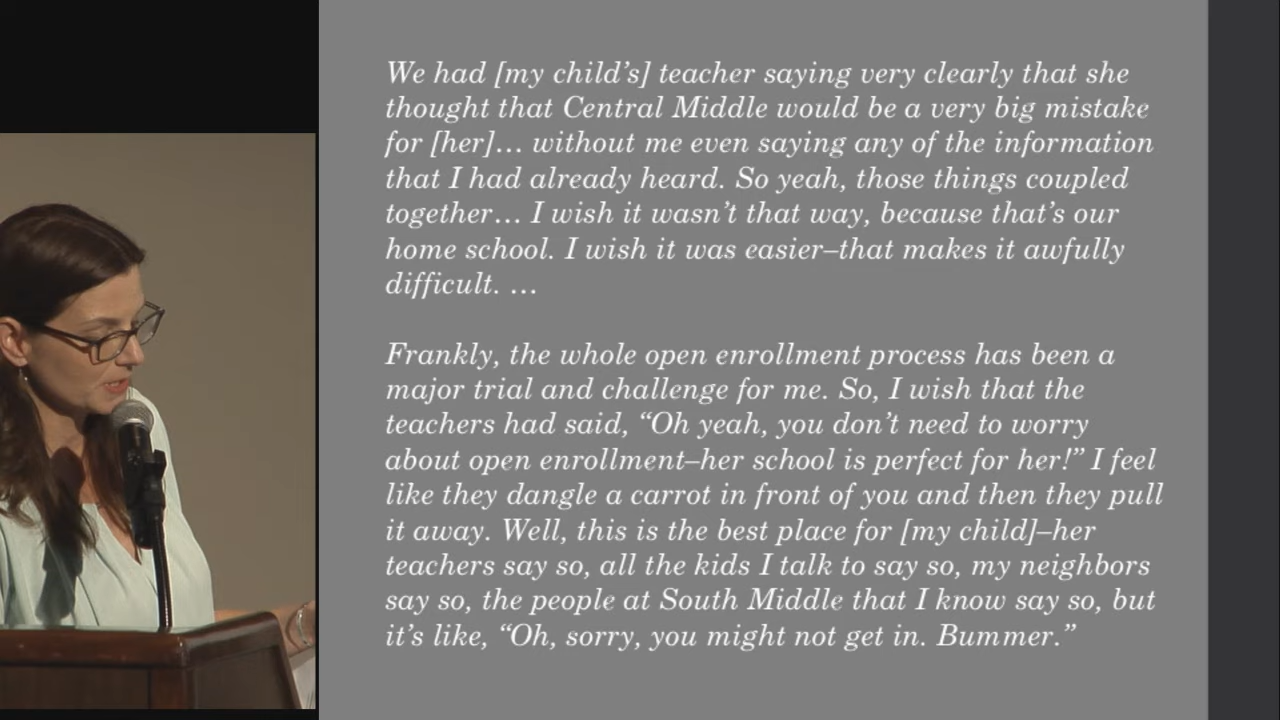 We had [my child’s] teacher saying very clearly that she
thought that Central Middle would be a very big mistake
for [her]… without me even saying any of the information
that I had already heard. So yeah, those things coupled
together… I wish it wasn’t that way, because that’s our
home school. I wish it was easier–that makes it awfully
difficult. …
Frankly, the whole open enrollment process has been a
major trial and challenge for me. So, I wish that the
teachers had said, “Oh yeah, you don’t need to worry
about open enrollment–her school is perfect for her!” I feel
like they dangle a carrot in front of you and then they pull
it away. Well, this is the best place for [my child]–her
teachers say so, all the kids I talk to say so, my neighbors
say so, the people at South Middle that I know say so, but
it’s like, “Oh, sorry, you might not get in. Bummer.”